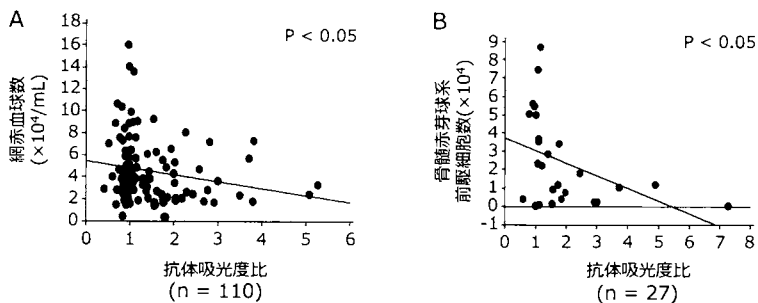 A
P < 0.05
網赤血球数
(×10⁴/mL)
18
16
14
12
10
8
6
4
2
0
0 1 2 3 4 5 6
抗体吸光度比
(n = 110)
B
P < 0.05
骨髄赤芽球系
前駆細胞数(×10⁴)
9
8
7
6
5
4
3
2
1
0
-1
0 1 2 3 4 5 6 7 8
抗体吸光度比
(n = 27)